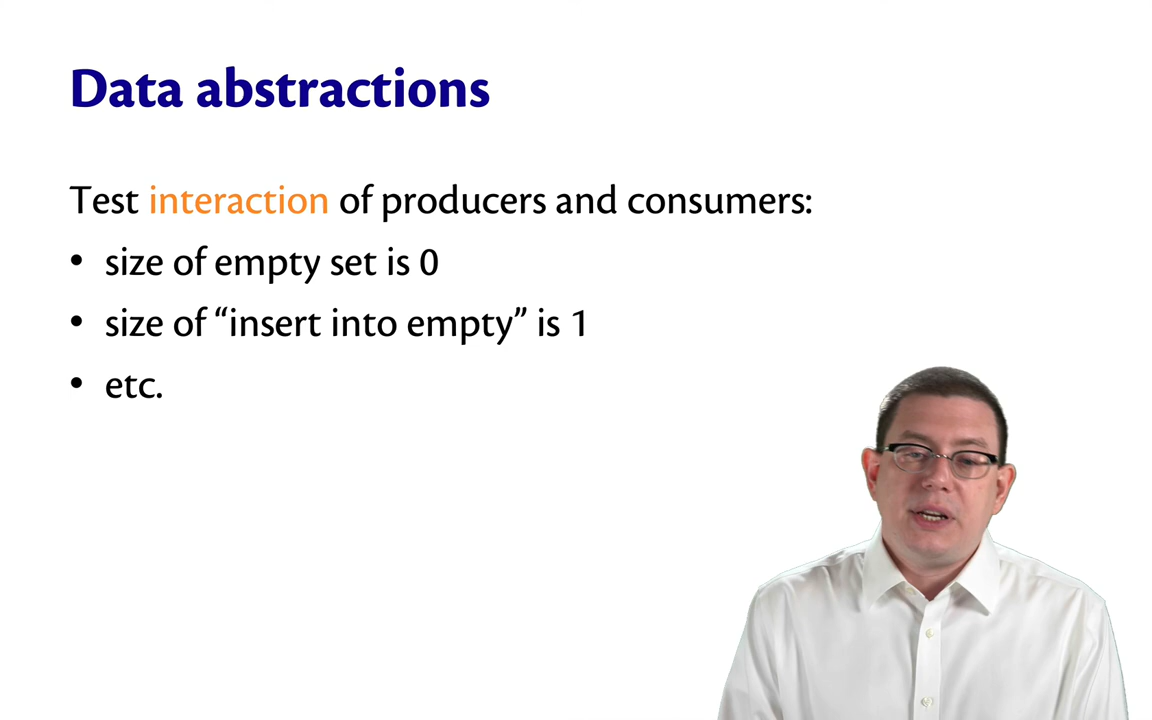 Data abstractions
Test interaction of producers and consumers:
• size of empty set is 0
• size of “insert into empty” is 1
• etc.